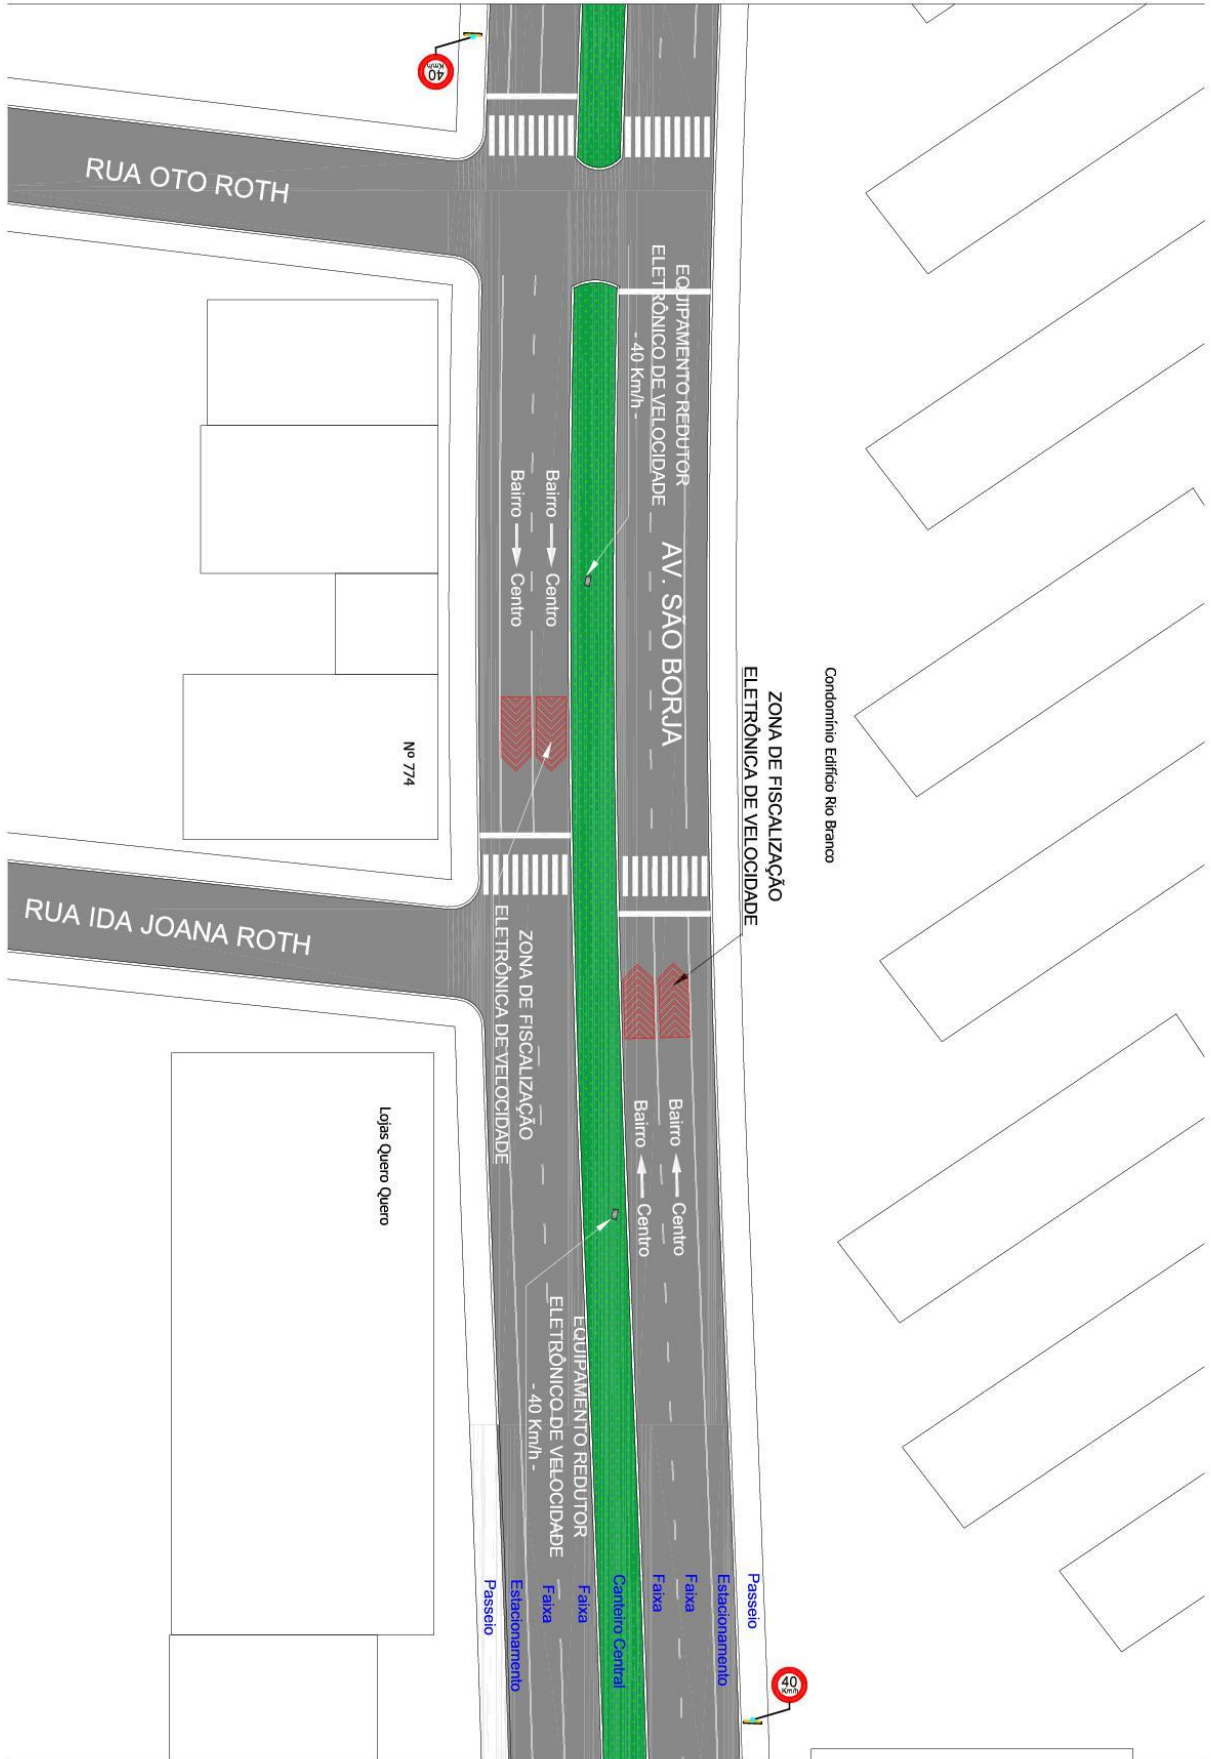 40
Km/h
RUA OTO ROTH
EQUIPAMENTO REDUTOR
ELETRÔNICO DE VELOCIDADE
- 40 Km/h -
Bairro Centro
Bairro Centro
AV. SÃO BORJA
ZONA DE FISCALIZAÇÃO
ELETRÔNICA DE VELOCIDADE
Condomínio Edifício Rio Branco
Nº 774
RUA IDA JOANA ROTH
ZONA DE FISCALIZAÇÃO
ELETRÔNICA DE VELOCIDADE
Bairro Centro
Bairro Centro
Lojas Quero Quero
EQUIPAMENTO REDUTOR
ELETRÔNICO DE VELOCIDADE
- 40 Km/h -
Passeio
Estacionamento
Faixa
Faixa
Canteiro Central
Faixa
Faixa
Estacionamento
Passeio
40
Km/h